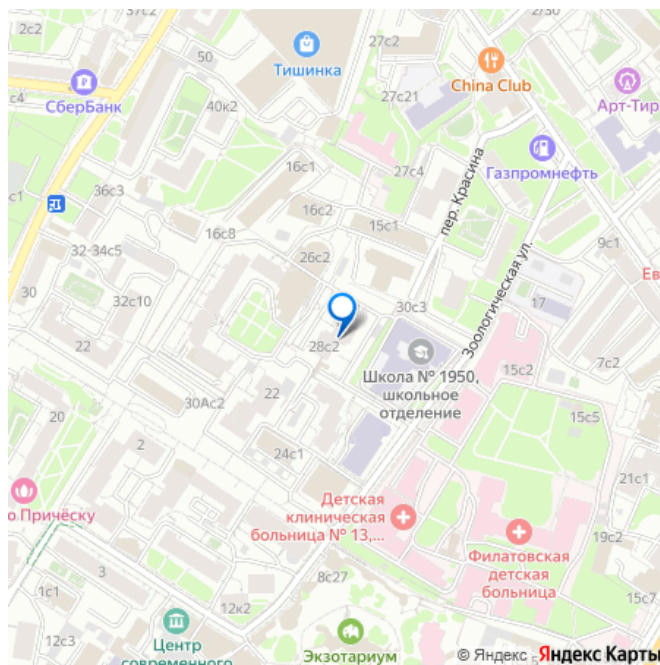 37с2
2с2
2/30
50
Тишинка
27с2
China Club
СберБанк
с4
40к2
27с21
Арт-Тир
Газпромнефть
16с1
27с4
пер. Красина
36с3
16с2
15с1
с1
16с8
32-34с5
26с2
9с1
Зоологическая ул.
Ев
30
32с10
30с3
17
22
28с2
7с2
15с2
Школа № 1950,
школьное
отделение
22
30Ас2
20
15с5
2
24с1
21с1
о Причёску
Детская
клиническая
больница № 13,...
19с2
Филатовская
детская
больница
3
8с27
1с1
12к2
15с7
12с3
Центр
современного
Экзотариум
© Яндекс
Яндекс Карты